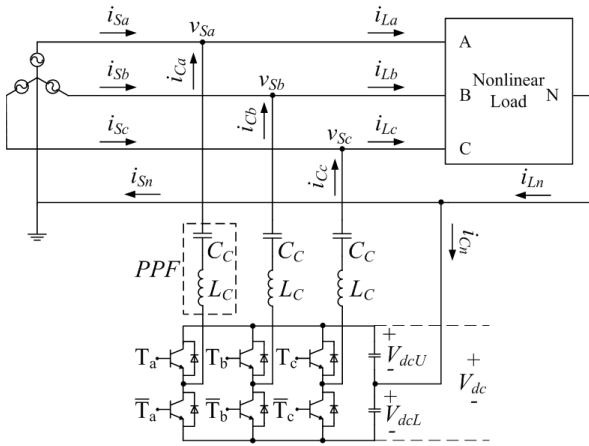 i_Sa v_Sa i_La A
i_Ca
i_Sb v_Sb i_Lb B Nonlinear Load N
i_Cb
i_Sc v_Sc i_Lc C
i_Cc
i_Sn i_Ln
i_Cn
PPF C_C C_C C_C
L_C L_C L_C
T_a T_b T_c + V_dcU - + V_dc -
T̅_a T̅_b T̅_c + V_dcL -